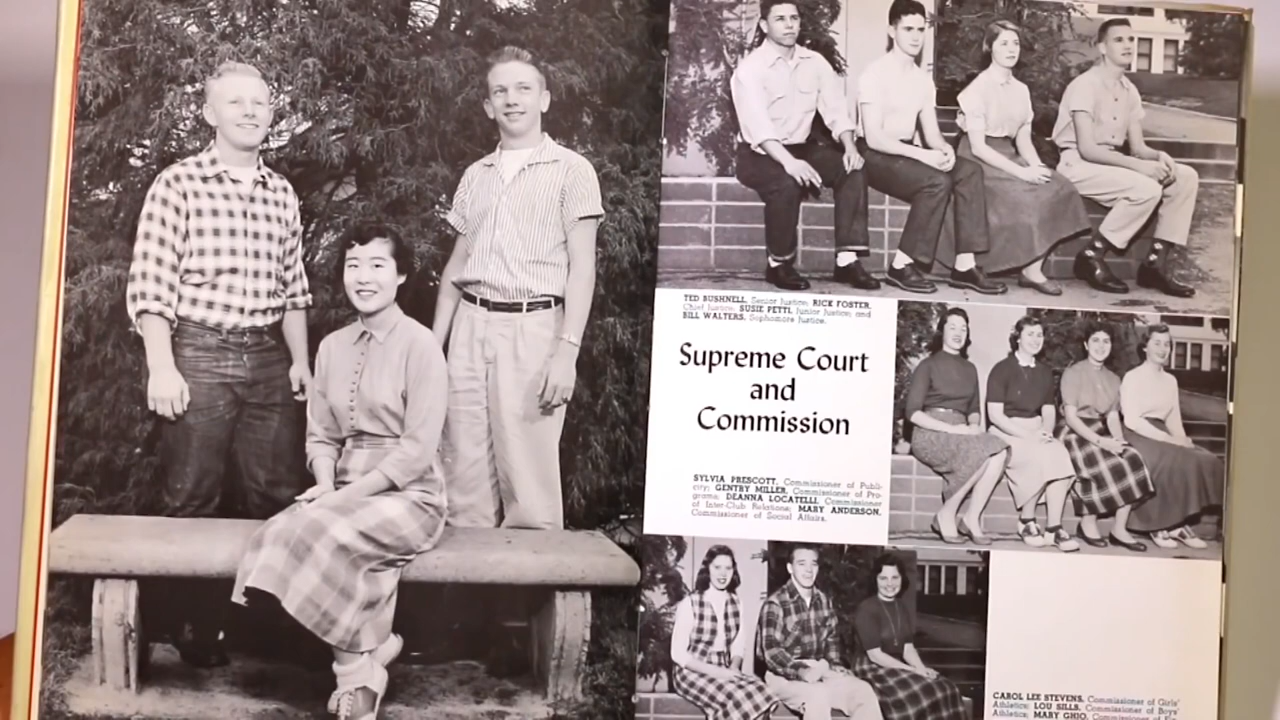 TED BUSHNELL, Senior Justice; RICK FOSTER,
Chief Justice; SUSIE PETTI, Junior Justice; and
BILL WALTERS, Sophomore Justice.
Supreme Court
and
Commission
SYLVIA PRESCOTT, Commissioner of Publi-
city; GENTRY MILLER, Commissioner of Pro-
grams; DEANNA LOCATELLI, Commissioner
of Inter-Club Relations; MARY ANDERSON,
Commissioner of Social Affairs.
CAROL LEE STEVENS, Commissioner of Girls'
Athletics; LOU SILLS, Commissioner of Boys'
Athletics; MARY GHIO, Commissioner of